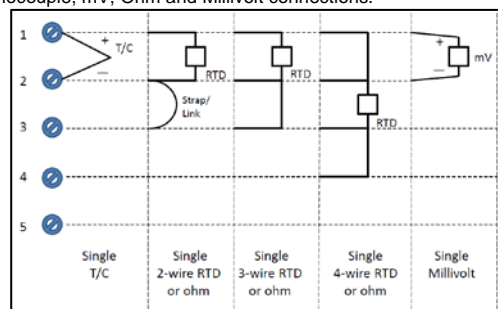 mV, Ohm and Millivolt connections.
1
+
T/C
RTD
RTD
+
mV
2
Strap/
Link
3
RTD
4
5
Single
T/C
Single
2-wire RTD
or ohm
Single
3-wire RTD
or ohm
Single
4-wire RTD
or ohm
Single
Millivolt